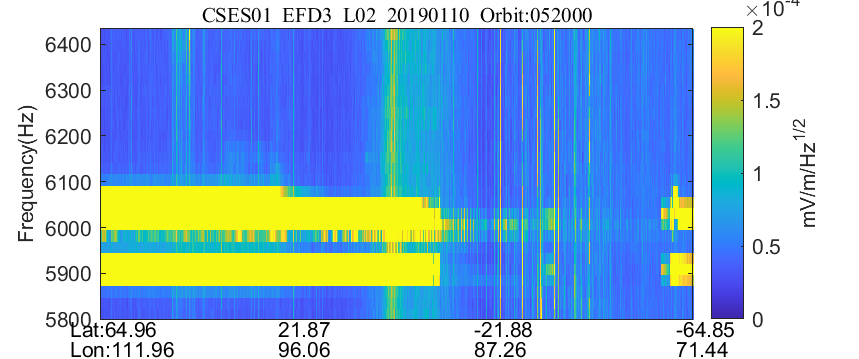 CSES01 EFD3 L02 20190110 Orbit:052000
×10⁻⁴
Frequency(Hz)
6400
6300
6200
6100
6000
5900
5800
2
1.5
1
0.5
0
mV/m/Hz^1/2
Lat:64.96 21.87 -21.88 -64.85
Lon:111.96 96.06 87.26 71.44